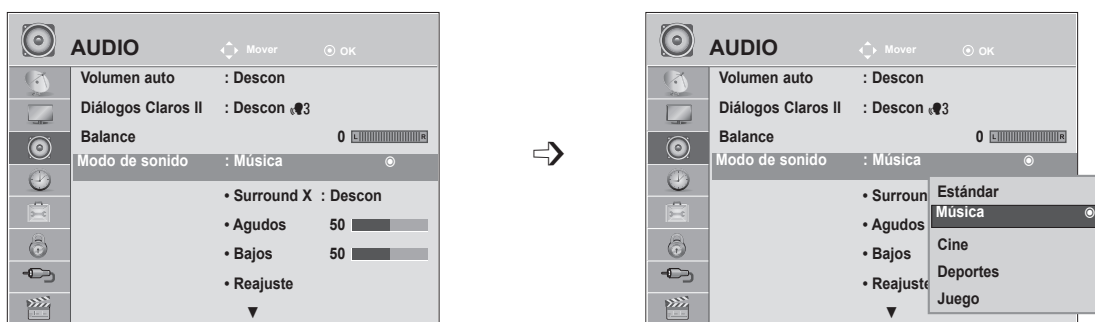 AUDIO Mover OK
Volumen auto : Descon
Diálogos Claros II : Descon 3
Balance 0 L R
Modo de sonido : Música
• Surround X : Descon
• Agudos 50
• Bajos 50
• Reajuste
AUDIO Mover OK
Volumen auto : Descon
Diálogos Claros II : Descon 3
Balance 0 L R
Modo de sonido : Música
• Surroun
• Agudos
• Bajos
• Reajuste
Estándar
Música
Cine
Deportes
Juego